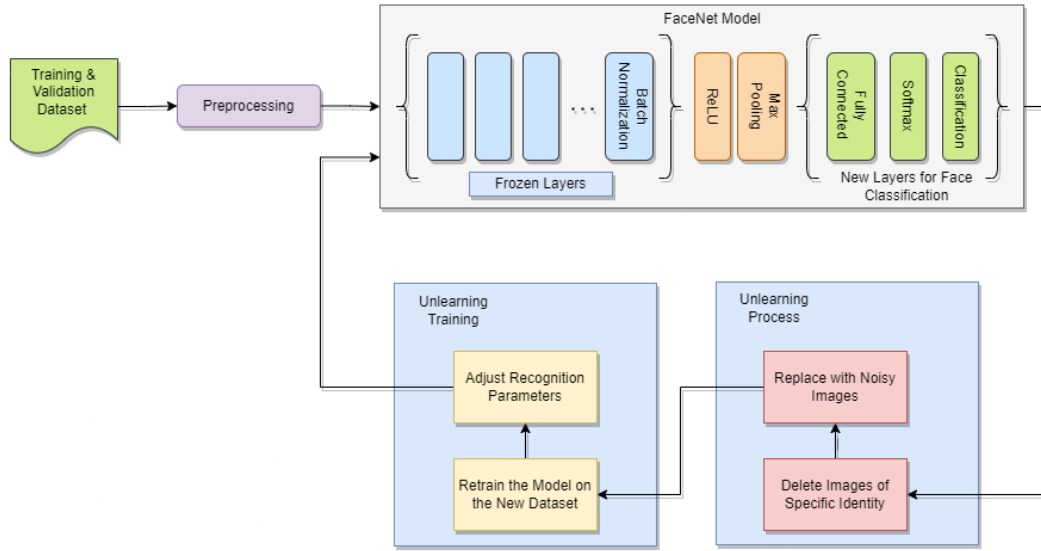 FaceNet Model
Training &
Validation
Dataset
Preprocessing
...
Batch
Normalization
ReLU
Max
Pooling
Fully
Connected
Softmax
Classification
Frozen Layers
New Layers for Face
Classification
Unlearning
Training
Adjust Recognition
Parameters
Retrain the Model on
the New Dataset
Unlearning
Process
Replace with Noisy
Images
Delete Images of
Specific Identity